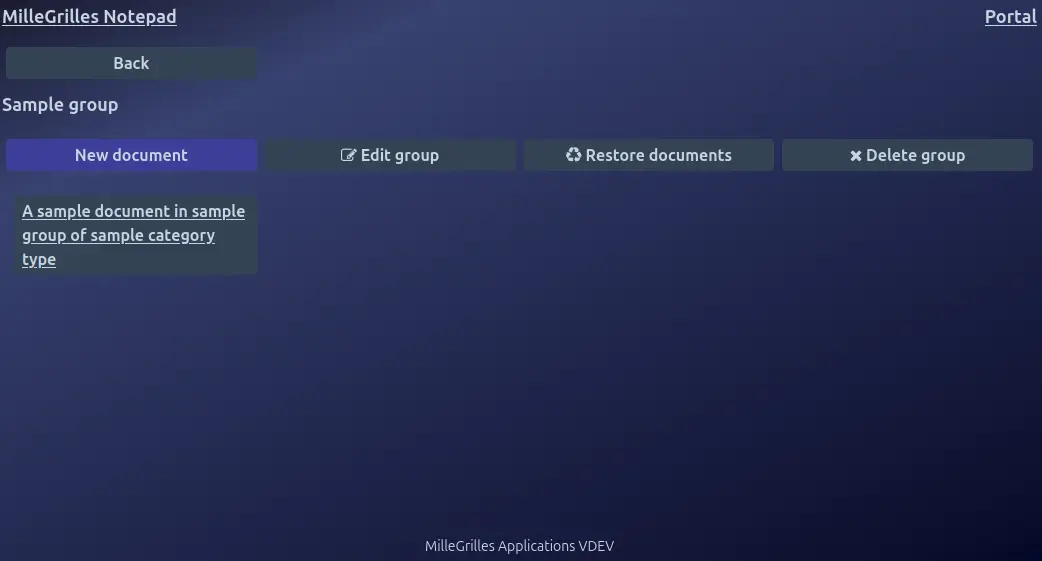 MilleGrilles Notepad
Portal
Back
Sample group
New document
Edit group
Restore documents
Delete group
A sample document in sample
group of sample category
type
MilleGrilles Applications VDEV